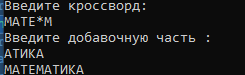 Введите кроссворд:
МАТЕ*М
Введите добавочную часть :
АТИКА
МАТЕМАТИКА